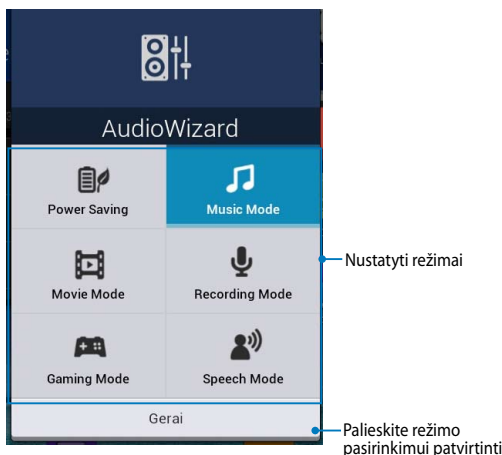 AudioWizard
Power Saving
Music Mode
Movie Mode
Recording Mode
Gaming Mode
Speech Mode
Gerai
Nustatyti režimai
Palieskite režimo
pasirinkimui patvirtinti